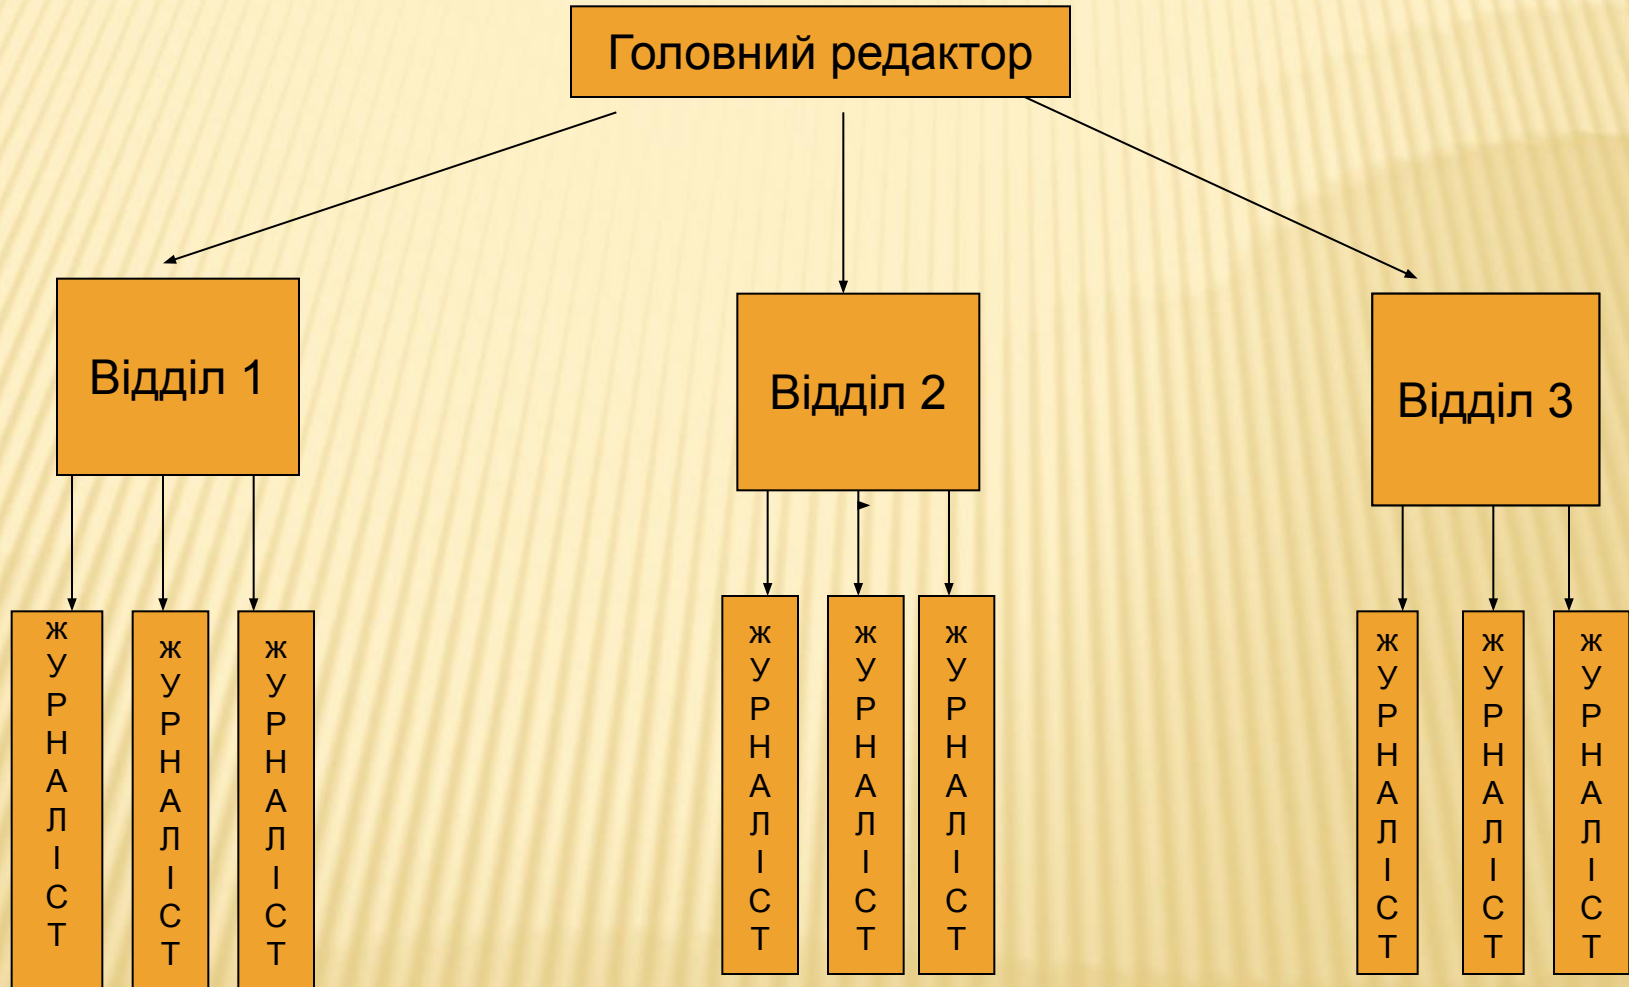 Головний редактор
Відділ 1
Відділ 2
Відділ 3
жУРНАЛІСТ
жУРНАЛІСТ
жУРНАЛІСТ
жУРНАЛІСТ
жУРНАЛІСТ
жУРНАЛІСТ
жУРНАЛІСТ
жУРНАЛІСТ
жУРНАЛІСТ